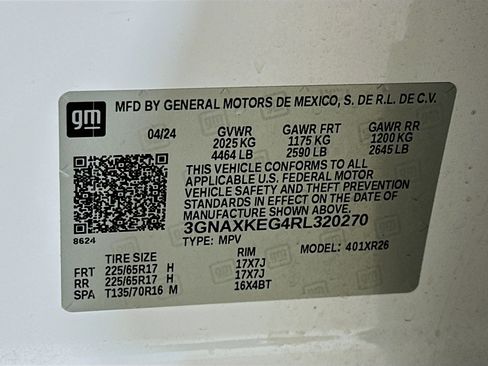 gm
MFD BY GENERAL MOTORS DE MEXICO, S. DE R.L. DE C.V.
04/24 GVWR GAWR FRT GAWR RR
2025 KG 1175 KG 1200 KG
4464 LB 2590 LB 2645 LB
THIS VEHICLE CONFORMS TO ALL
APPLICABLE U.S. FEDERAL MOTOR
VEHICLE SAFETY AND THEFT PREVENTION
STANDARDS IN EFFECT ON THE DATE OF
MANUFACTURE SHOWN ABOVE.
3GNAXKEG4RL320270
8624 TYPE: MPV MODEL: 401XR26
TIRE SIZE RIM
FRT 225/65R17 H 17X7J
RR 225/65R17 H 17X7J
SPA T135/70R16 M 16X4BT